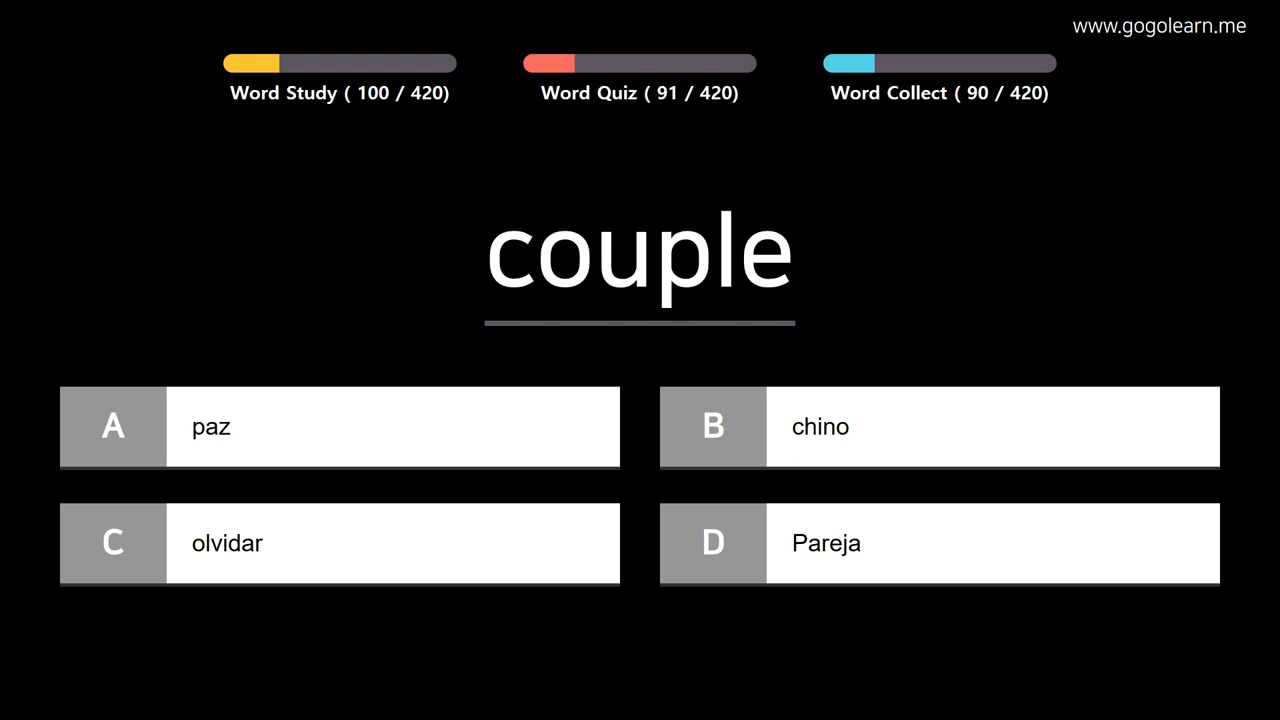 www.gogolearn.me
Word Study ( 100 / 420)
Word Quiz ( 91 / 420)
Word Collect ( 90 / 420)
couple
A paz
B chino
C olvidar
D Pareja